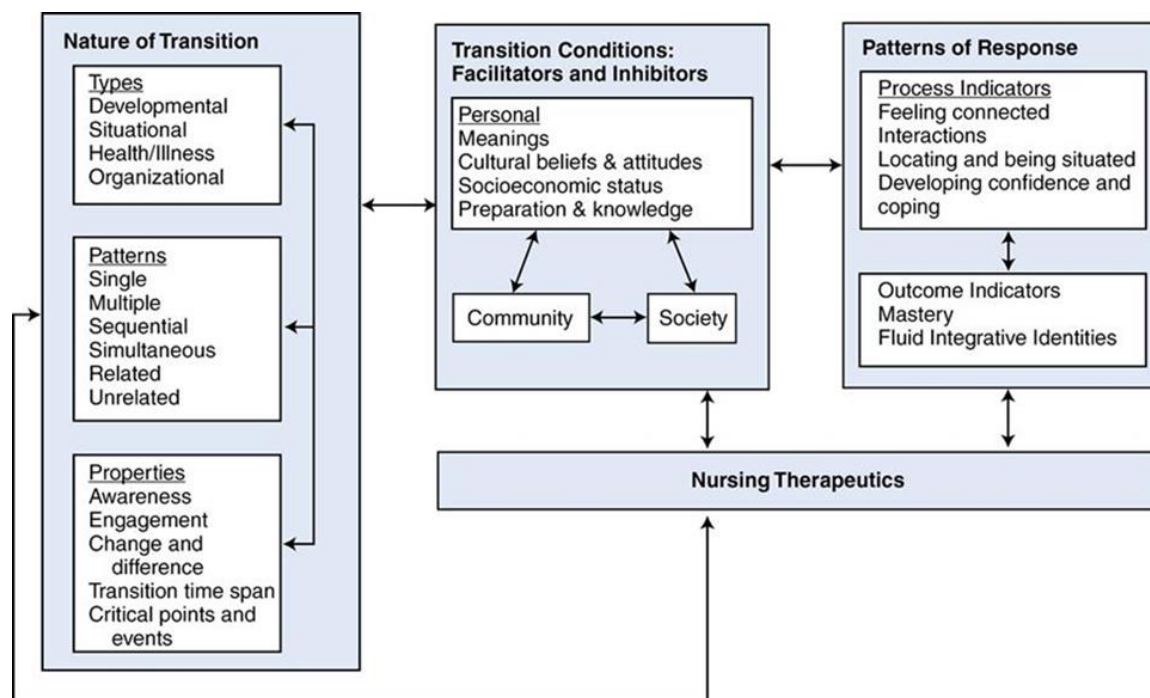 Nature of Transition
Types
Developmental
Situational
Health/Illness
Organizational
Patterns
Single
Multiple
Sequential
Simultaneous
Related
Unrelated
Properties
Awareness
Engagement
Change and
difference
Transition time span
Critical points and
events
Transition Conditions:
Facilitators and Inhibitors
Personal
Meanings
Cultural beliefs & attitudes
Socioeconomic status
Preparation & knowledge
Community
Society
Patterns of Response
Process Indicators
Feeling connected
Interactions
Locating and being situated
Developing confidence and
coping
Outcome Indicators
Mastery
Fluid Integrative Identities
Nursing Therapeutics